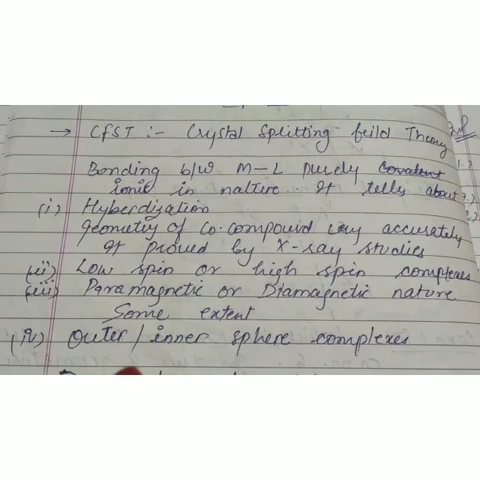 → CFST :- Crystal Splitting feild Theory
Bonding b/w M-L purely Covalent
ionic in nature It tells about
(i) Hyberdization
geometry of Co-compound very accurately
It proved by X-ray studies
(ii) Low spin or high spin complexes
(iii) Paramagnetic or Diamagnetic nature
Some extent
(iv) Outer/inner sphere complexes